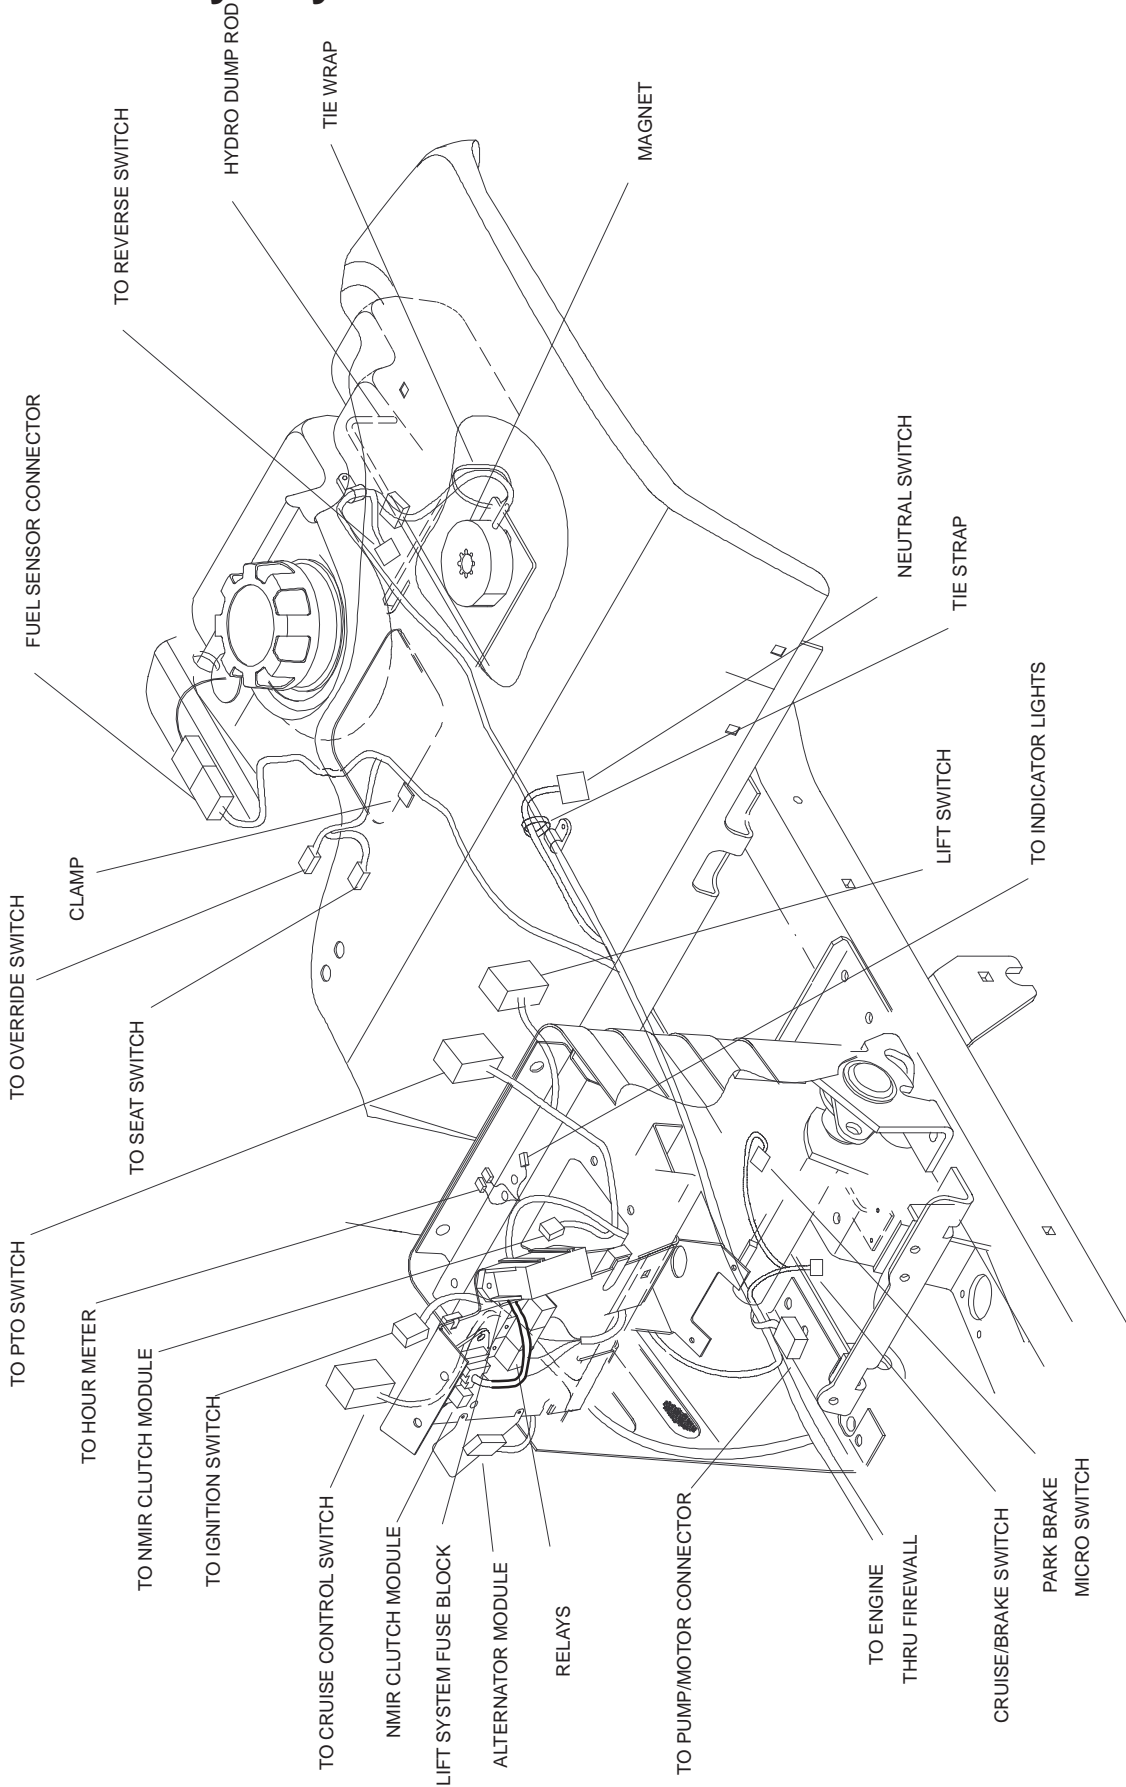 HYDRO DUMP ROD
TIE WRAP
TO REVERSE SWITCH
MAGNET
FUEL SENSOR CONNECTOR
NEUTRAL SWITCH
TIE STRAP
CLAMP
TO OVERRIDE SWITCH
LIFT SWITCH
TO INDICATOR LIGHTS
TO SEAT SWITCH
TO PTO SWITCH
TO HOUR METER
TO NMIR CLUTCH MODULE
TO IGNITION SWITCH
TO CRUISE CONTROL SWITCH
NMIR CLUTCH MODULE
LIFT SYSTEM FUSE BLOCK
ALTERNATOR MODULE
RELAYS
TO PUMP/MOTOR CONNECTOR
TO ENGINE
THRU FIREWALL
CRUISE/BRAKE SWITCH
PARK BRAKE
MICRO SWITCH